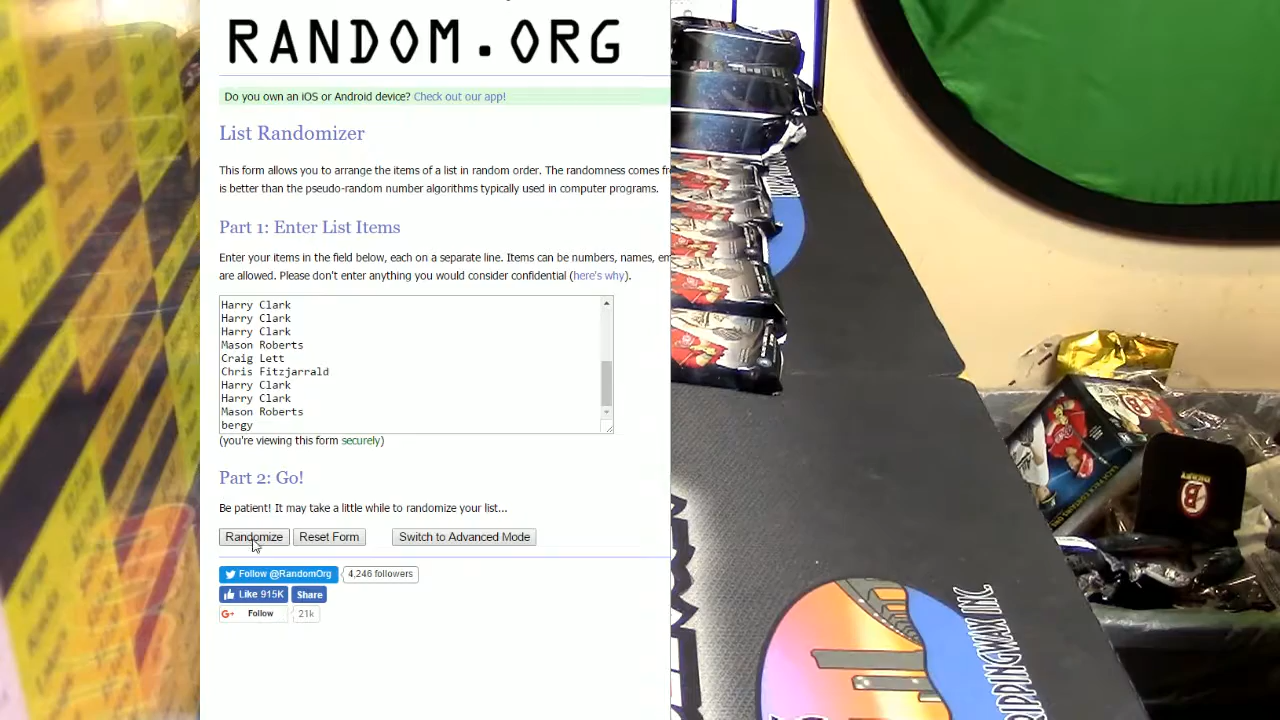 RANDOM.ORG
Do you own an iOS or Android device? Check out our app!
List Randomizer
This form allows you to arrange the items of a list in random order. The randomness comes
is better than the pseudo-random number algorithms typically used in computer programs.
Part 1: Enter List Items
Enter your items in the field below, each on a separate line. Items can be numbers, names,
are allowed. Please don't enter anything you would consider confidential (here's why).
Harry Clark
Harry Clark
Harry Clark
Mason Roberts
Craig Lett
Chris Fitzjarrald
Harry Clark
Harry Clark
Mason Roberts
bergy
(you're viewing this form securely)
Part 2: Go!
Be patient! It may take a little while to randomize your list...
Randomize Reset Form Switch to Advanced Mode
Follow @RandomOrg 4,246 followers
Like 915K Share
G+ Follow 21k
RIPPINGWAX INC.
B